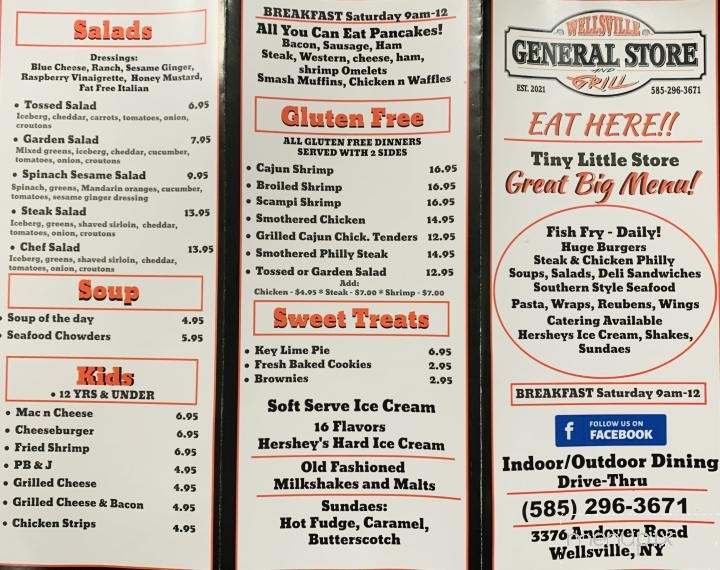 Salads
Dressings:
Blue Cheese, Ranch, Sesame Ginger,
Raspberry Vinaigrette, Honey Mustard,
Fat Free Italian
• Tossed Salad 6.95
Iceberg, cheddar, carrots, tomatoes, onion,
croutons
• Garden Salad 7.95
Mixed greens, iceberg, cheddar, cucumber,
tomatoes, onion, croutons
• Spinach Sesame Salad 9.95
Spinach, greens, Mandarin oranges, cucumber,
tomatoes, sesame ginger dressing
• Steak Salad 13.95
Iceberg, greens, shaved sirloin, cheddar,
tomatoes, onion, croutons
• Chef Salad 13.95
Iceberg, greens, shaved sirloin, cheddar,
tomatoes, onion, croutons
Soup
• Soup of the day 4.95
• Seafood Chowders 5.95
Kids
• 12 YRS & UNDER
• Mac n Cheese 6.95
• Cheeseburger 6.95
• Fried Shrimp 6.95
• PB & J 4.95
• Grilled Cheese 4.95
• Grilled Cheese & Bacon 4.95
• Chicken Strips 4.95
BREAKFAST Saturday 9am-12
All You Can Eat Pancakes!
Bacon, Sausage, Ham
Steak, Western, cheese, ham,
shrimp Omelets
Smash Muffins, Chicken n Waffles
Gluten Free
ALL GLUTEN FREE DINNERS
SERVED WITH 2 SIDES
• Cajun Shrimp 16.95
• Broiled Shrimp 16.95
• Scampi Shrimp 16.95
• Smothered Chicken 14.95
• Grilled Cajun Chick. Tenders 12.95
• Smothered Philly Steak 14.95
• Tossed or Garden Salad 12.95
Add:
Chicken - $4.95 * Steak - $7.00 * Shrimp - $7.00
Sweet Treats
• Key Lime Pie 6.95
• Fresh Baked Cookies 2.95
• Brownies 2.95
Soft Serve Ice Cream
16 Flavors
Hershey's Hard Ice Cream
Old Fashioned
Milkshakes and Malts
Sundaes:
Hot Fudge, Caramel,
Butterscotch
WELLSVILLE
GENERAL STORE
AND
GRILL
EST. 2021 585-296-3671
EAT HERE!!
Tiny Little Store
Great Big Menu!
Fish Fry - Daily!
Huge Burgers
Steak & Chicken Philly
Soups, Salads, Deli Sandwiches
Southern Style Seafood
Pasta, Wraps, Reubens, Wings
Catering Available
Hersheys Ice Cream, Shakes,
Sundaes
BREAKFAST Saturday 9am-12
f FOLLOW US ON
FACEBOOK
Indoor/Outdoor Dining
Drive-Thru
(585) 296-3671
3376 Andover Road
Wellsville, NY
menupix